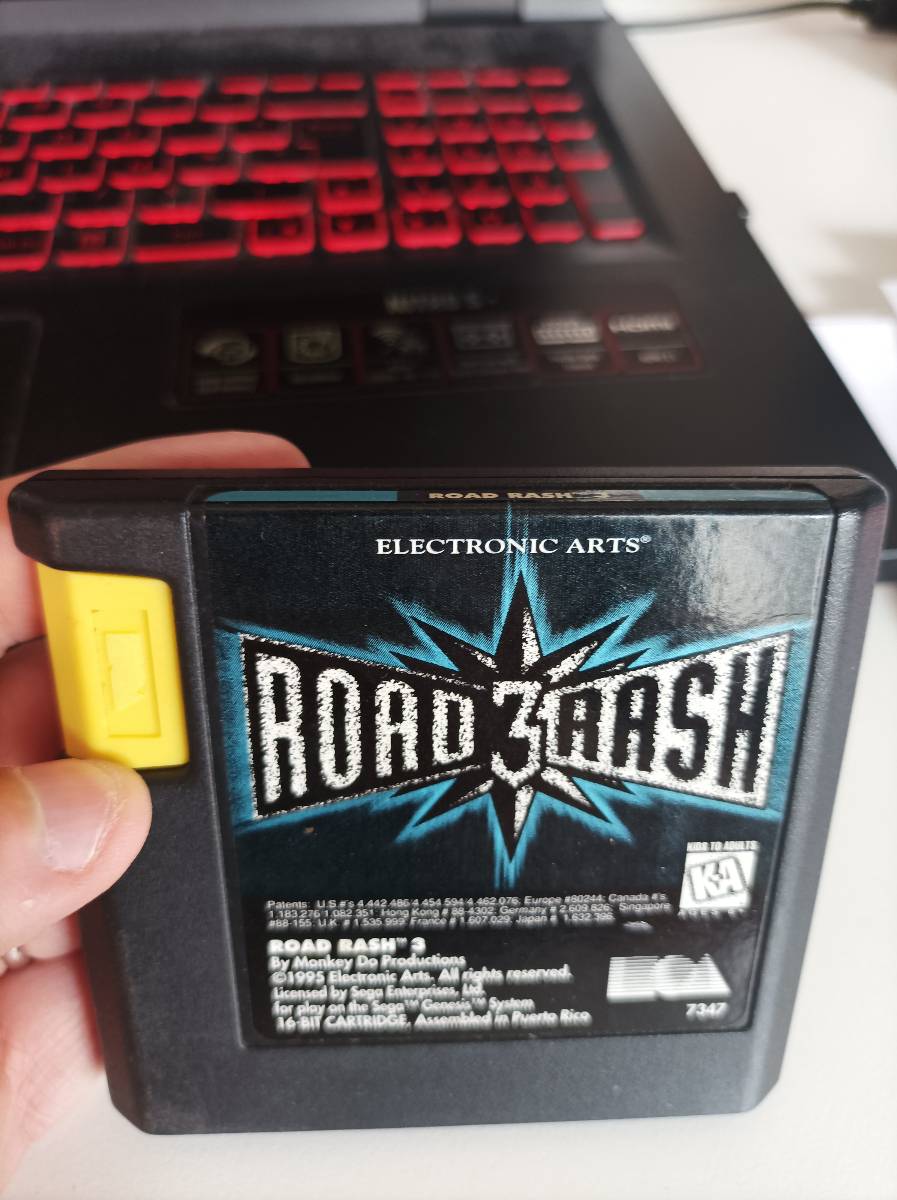 ROAD RASH 3
ELECTRONIC ARTS®
ROAD 3 RASH
KIDS TO ADULTS
K-A
Patents: U.S.#'s 4,442,486/4,454,594/4,462,076; Europe #80244; Canada #'s
1,183,276/1,082,351; Hong Kong # 88-4302; Germany # 2,609,826; Singapore
#88-155; U.K. # 1,535,999; France # 1,607,029; Japan # 1,632,396
ROAD RASH™ 3
By Monkey Do Productions
©1995 Electronic Arts. All rights reserved.
Licensed by Sega Enterprises, Ltd.
for play on the Sega™ Genesis™ System
16-BIT CARTRIDGE, Assembled in Puerto Rico
EA
7347